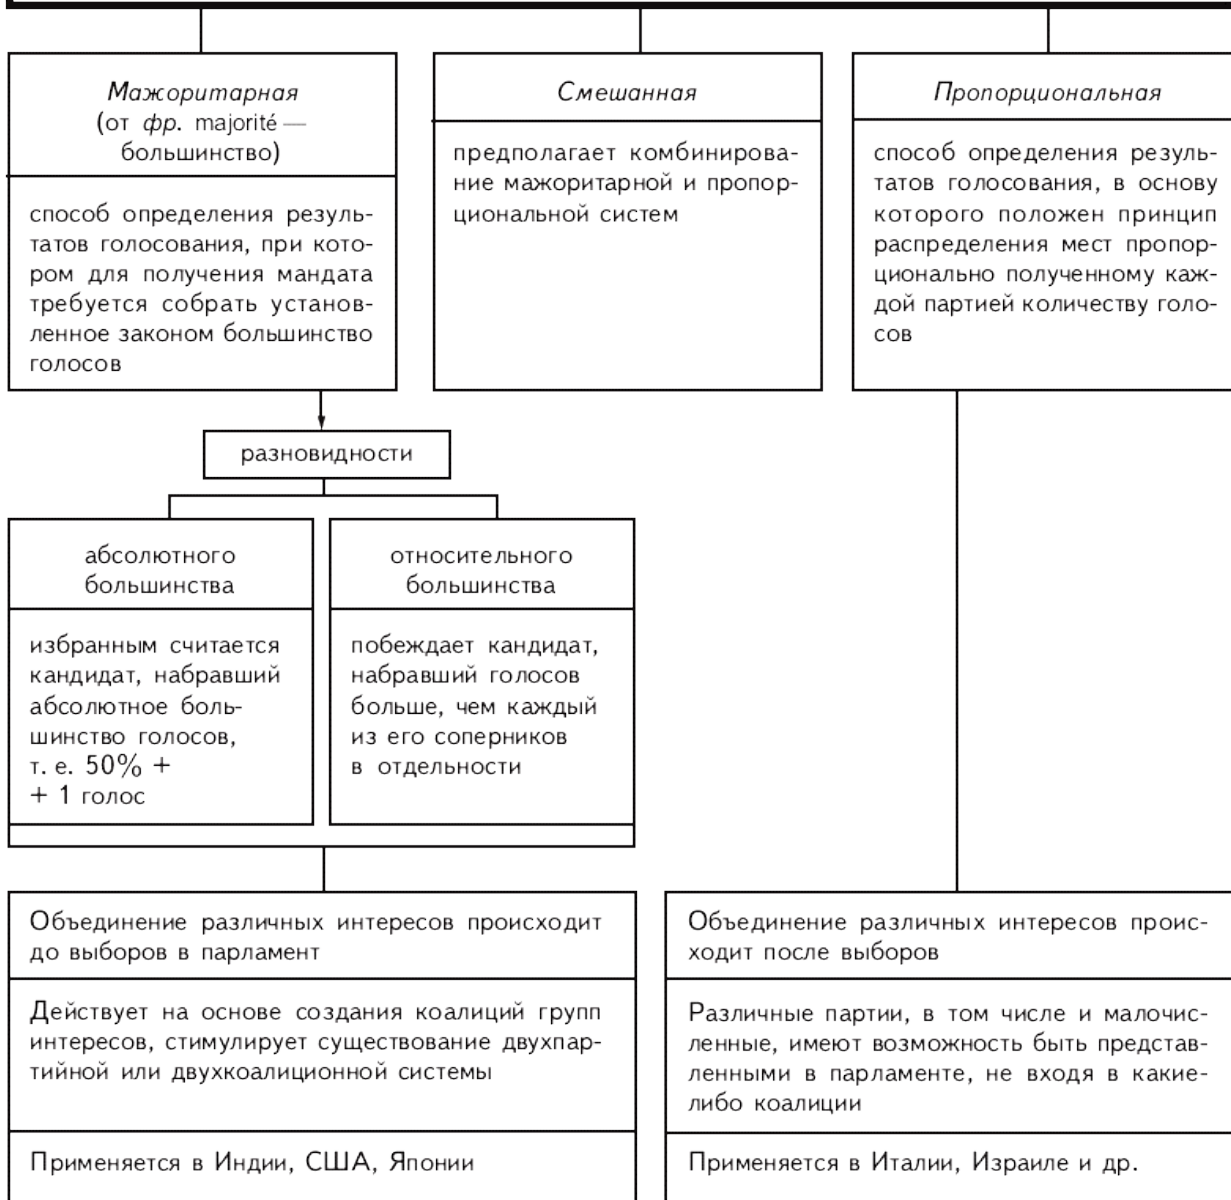 Мажоритарная
(от фр. majorité —
большинство)
способ определения резуль-
татов голосования, при кото-
ром для получения мандата
требуется собрать установ-
ленное законом большинство
голосов
Смешанная
предполагает комбинирова-
ние мажоритарной и пропор-
циональной систем
Пропорциональная
способ определения резуль-
татов голосования, в основу
которого положен принцип
распределения мест пропор-
ционально полученному каж-
дой партией количеству голо-
сов
разновидности
абсолютного
большинства
избранным считается
кандидат, набравший
абсолютное боль-
шинство голосов,
т. е. 50% +
+ 1 голос
относительного
большинства
побеждает кандидат,
набравший голосов
больше, чем каждый
из его соперников
в отдельности
Объединение различных интересов происходит
до выборов в парламент
Действует на основе создания коалиций групп
интересов, стимулирует существование двухпар-
тийной или двухкоалиционной системы
Применяется в Индии, США, Японии
Объединение различных интересов проис-
ходит после выборов
Различные партии, в том числе и малочис-
ленные, имеют возможность быть представ-
ленными в парламенте, не входя в какие-
либо коалиции
Применяется в Италии, Израиле и др.